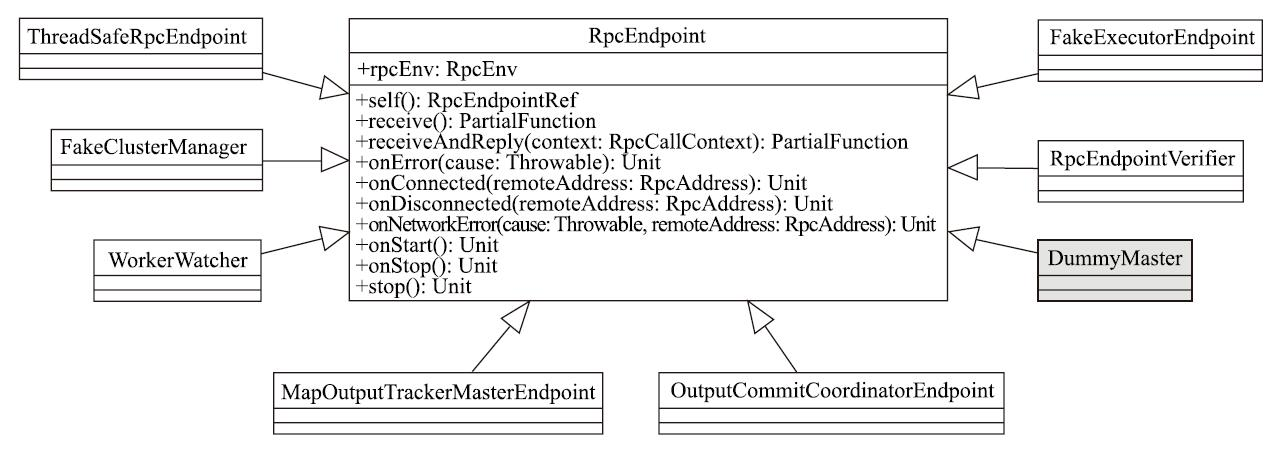 ThreadSafeRpcEndpoint
RpcEndpoint
FakeExecutorEndpoint
+rpcEnv: RpcEnv
+self(): RpcEndpointRef
+receive(): PartialFunction
+receiveAndReply(context: RpcCallContext): PartialFunction
+onError(cause: Throwable): Unit
+onConnected(remoteAddress: RpcAddress): Unit
+onDisconnected(remoteAddress: RpcAddress): Unit
+onNetworkError(cause: Throwable, remoteAddress: RpcAddress): Unit
+onStart(): Unit
+onStop(): Unit
+stop(): Unit
FakeClusterManager
RpcEndpointVerifier
WorkerWatcher
DummyMaster
MapOutputTrackerMasterEndpoint
OutputCommitCoordinatorEndpoint